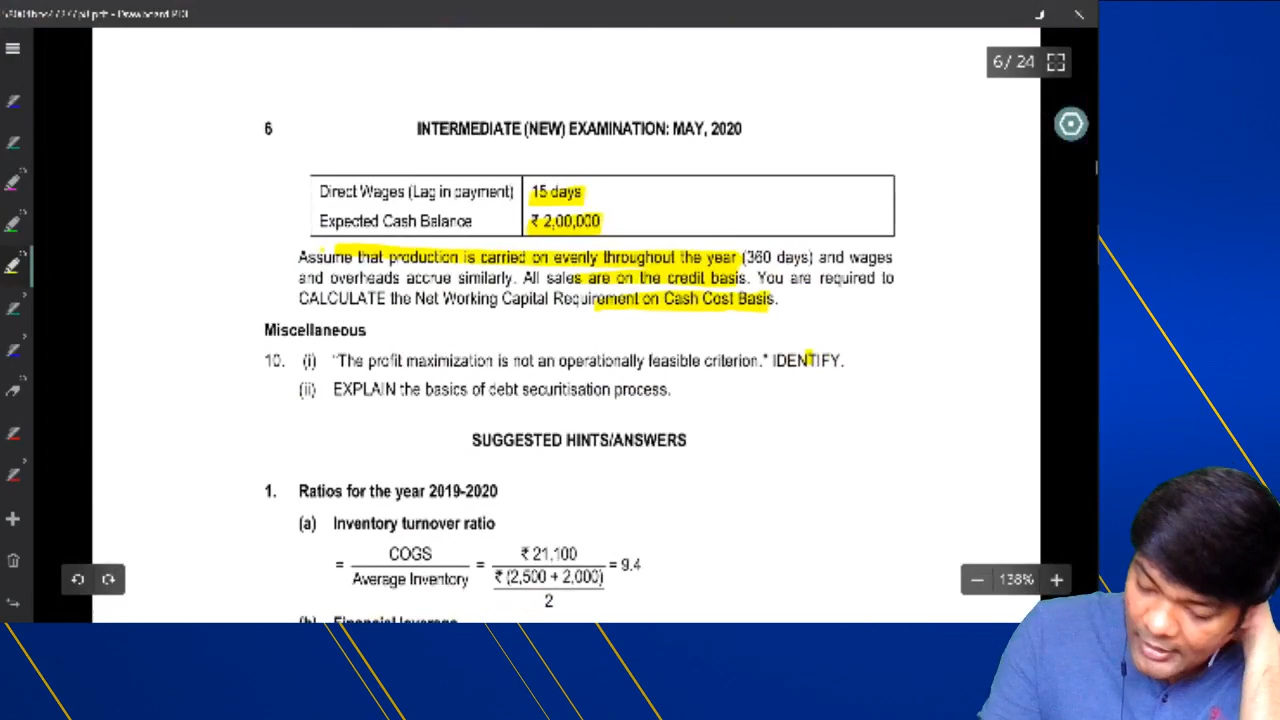 6 / 24
6 INTERMEDIATE (NEW) EXAMINATION: MAY, 2020
Direct Wages (Lag in payment) 15 days
Expected Cash Balance ₹ 2,00,000
Assume that production is carried on evenly throughout the year (360 days) and wages
and overheads accrue similarly. All sales are on the credit basis. You are required to
CALCULATE the Net Working Capital Requirement on Cash Cost Basis.
Miscellaneous
10. (i) "The profit maximization is not an operationally feasible criterion." IDENTIFY.
(ii) EXPLAIN the basics of debt securitisation process.
SUGGESTED HINTS/ANSWERS
1. Ratios for the year 2019-2020
(a) Inventory turnover ratio
= COGS / Average Inventory = ₹ 21,100 / ₹ (2,500 + 2,000) / 2 = 9.4
138%
(b) Financial leverage